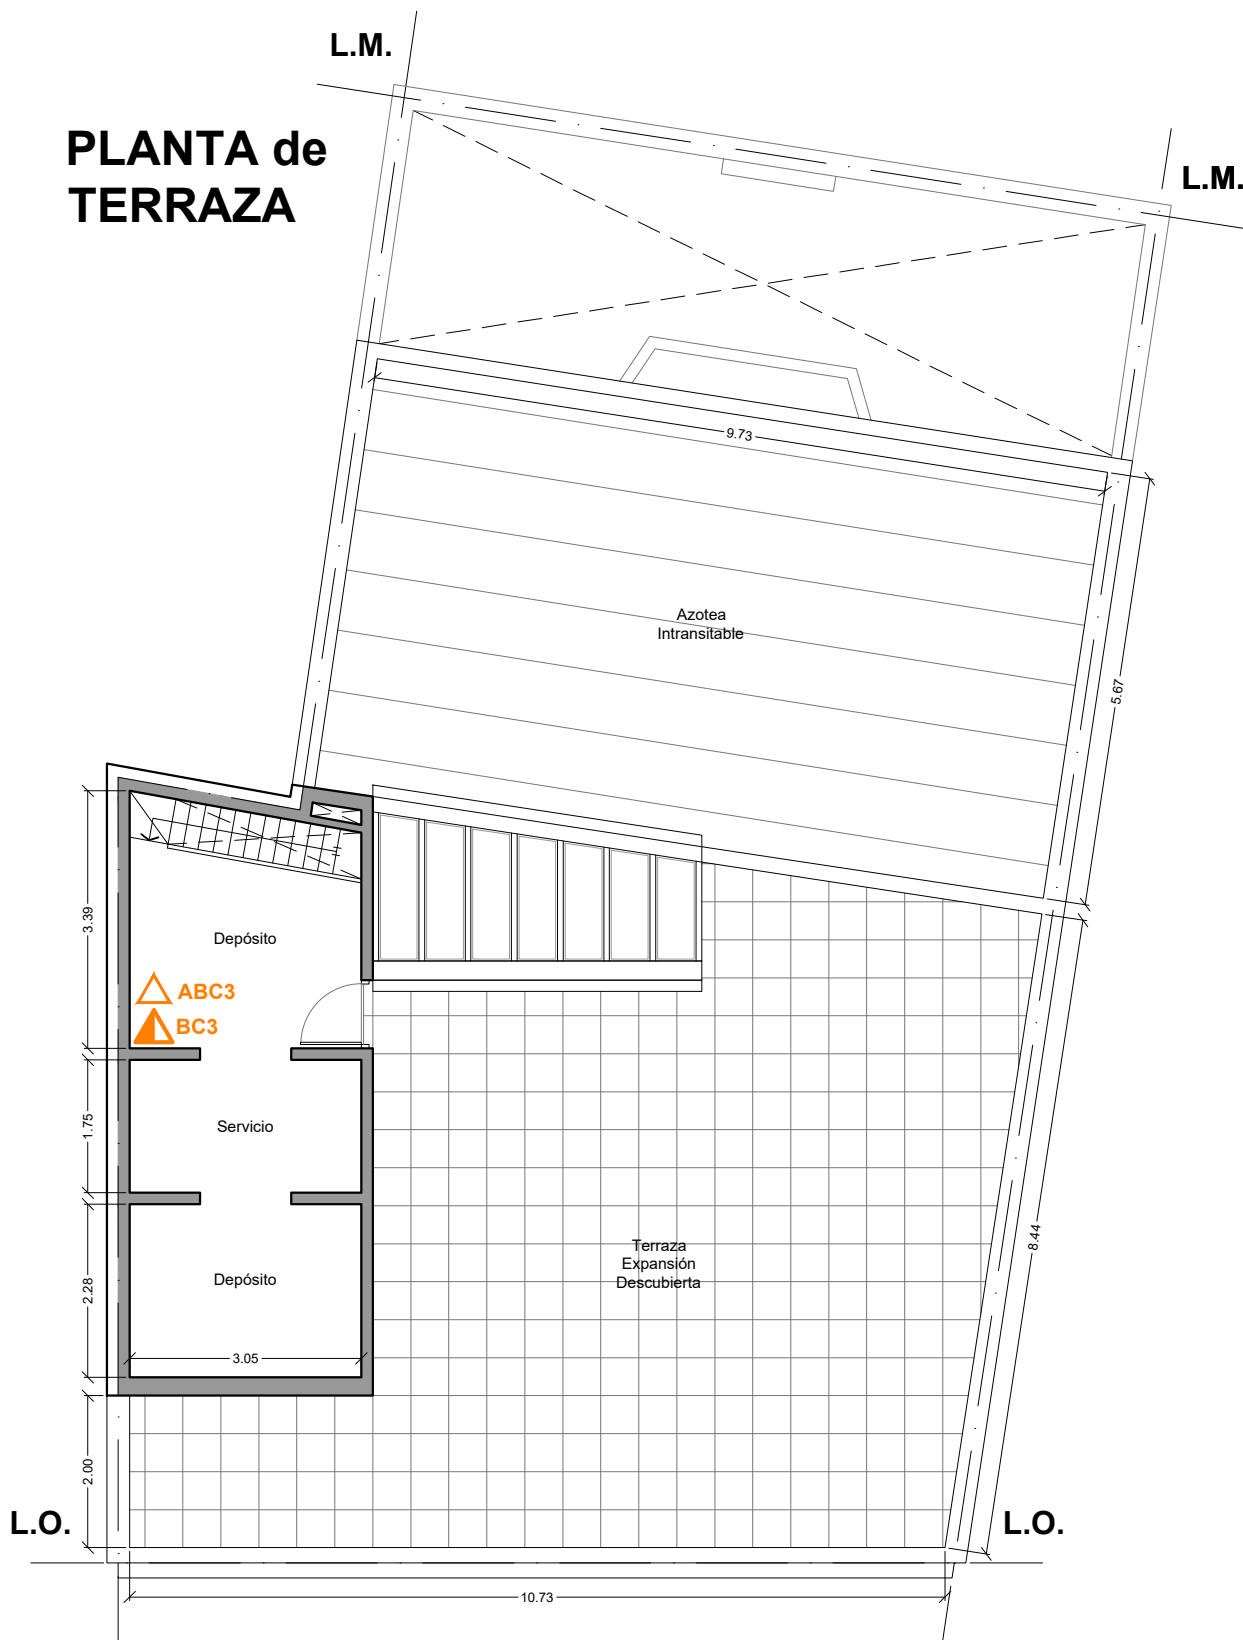 L.M.
PLANTA de
TERRAZA
L.M.
9.73
Azotea
Intransitable
5.67
3.39
Depósito
ABC3
BC3
1.75
Servicio
8.44
Terraza
Expansión
Descubierta
2.28
Depósito
3.05
2.00
L.O.
L.O.
10.73